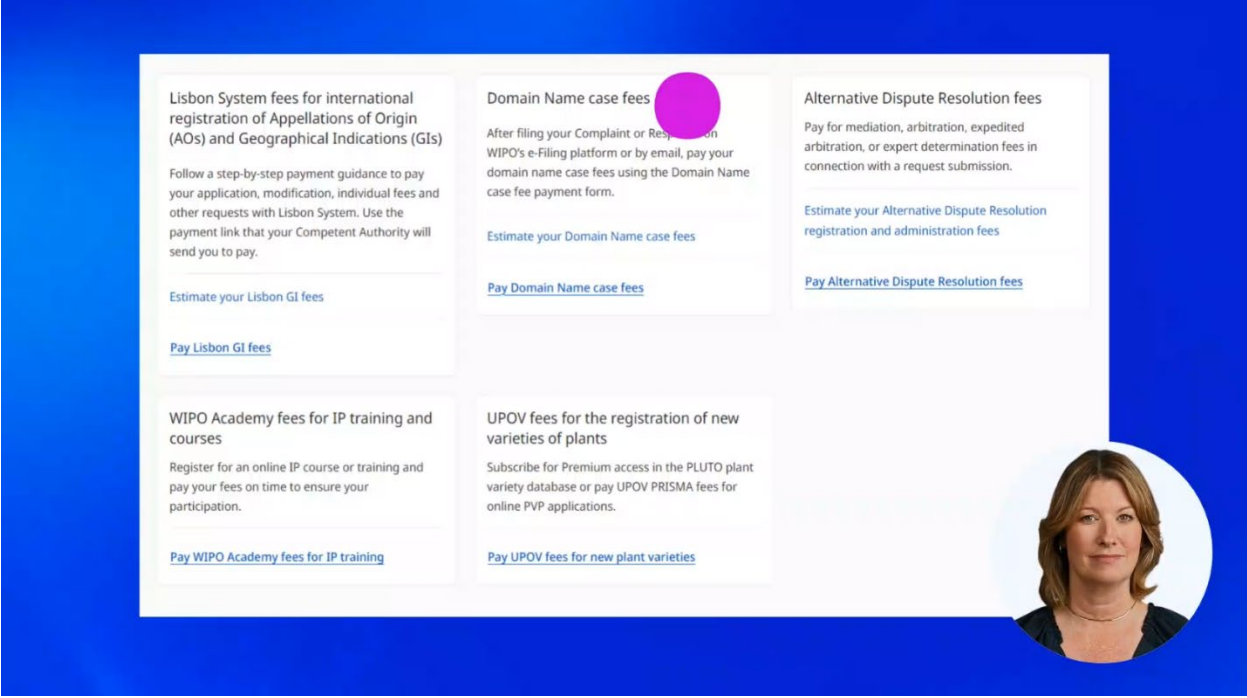 Lisbon System fees for international
registration of Appellations of Origin
(AOs) and Geographical Indications (GIs)
Follow a step-by-step payment guidance to pay
your application, modification, individual fees and
other requests with Lisbon System. Use the
payment link that your Competent Authority will
send you to pay.
Estimate your Lisbon GI fees
Pay Lisbon GI fees
Domain Name case fees
After filing your Complaint or on
WIPO's e-Filing platform or by email, pay your
domain name case fees using the Domain Name
case fee payment form.
Estimate your Domain Name case fees
Pay Domain Name case fees
Alternative Dispute Resolution fees
Pay for mediation, arbitration, expedited
arbitration, or expert determination fees in
connection with a request submission.
Estimate your Alternative Dispute Resolution
registration and administration fees
Pay Alternative Dispute Resolution fees
WIPO Academy fees for IP training and
courses
Register for an online IP course or training and
pay your fees on time to ensure your
participation.
Pay WIPO Academy fees for IP training
UPOV fees for the registration of new
varieties of plants
Subscribe for Premium access in the PLUTO plant
variety database or pay UPOV PRISMA fees for
online PVP applications.
Pay UPOV fees for new plant varieties